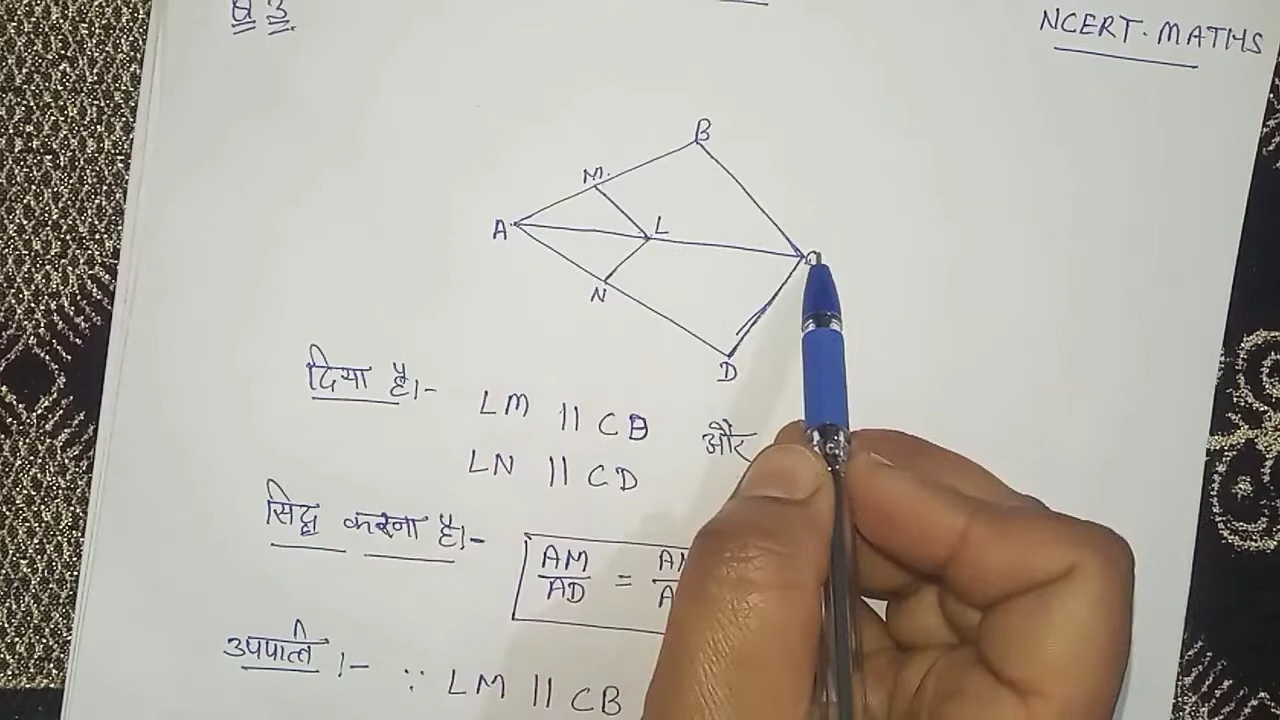 प्र 3.
NCERT. MATHS
B
M.
A
L
N
D
दिया है।- LM || CB और
LN || CD
सिद्ध करना है।- AM/AD =
उपपत्ति ।- ∵ LM || CB